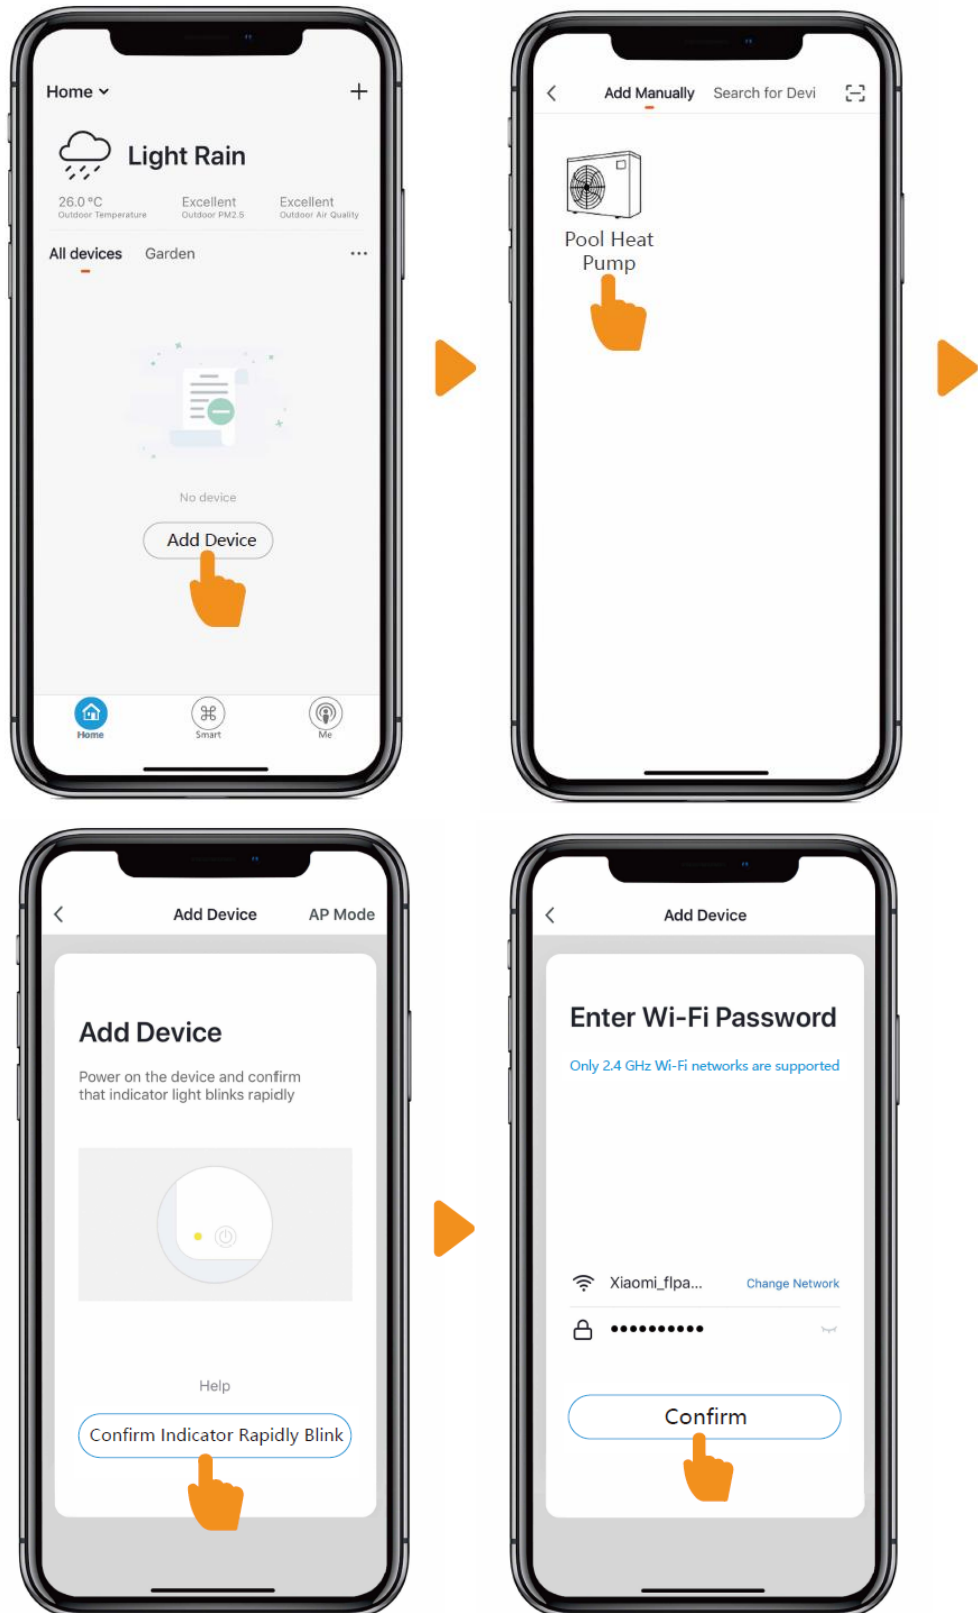 Home
Light Rain
26.0 °C
Outdoor Temperature
Excellent
Outdoor PM2.5
Excellent
Outdoor Air Quality
All devices Garden
No device
Add Device
Home
Smart
Me
Add Manually Search for Devi
Pool Heat
Pump
Add Device AP Mode
Add Device
Power on the device and confirm
that indicator light blinks rapidly
Help
Confirm Indicator Rapidly Blink
Add Device
Enter Wi-Fi Password
Only 2.4 GHz Wi-Fi networks are supported
Xiaomi_flpa... Change Network
Confirm